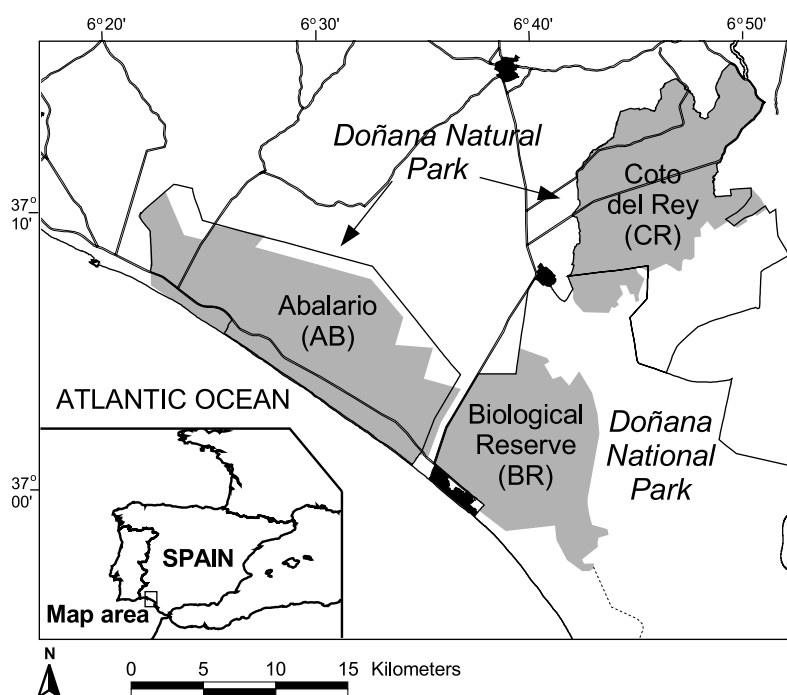 6°20'
6°30'
6°40'
6°50'
Doñana Natural
Park
Coto
del Rey
(CR)
37°
10'
Abalario
(AB)
ATLANTIC OCEAN
Biological
Reserve
(BR)
Doñana
National
Park
37°
00'
SPAIN
Map area
N
0 5 10 15 Kilometers